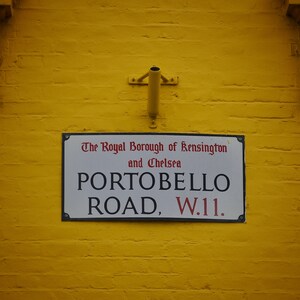 The Royal Borough of Kensington
and Chelsea
PORTOBELLO
ROAD, W.11.